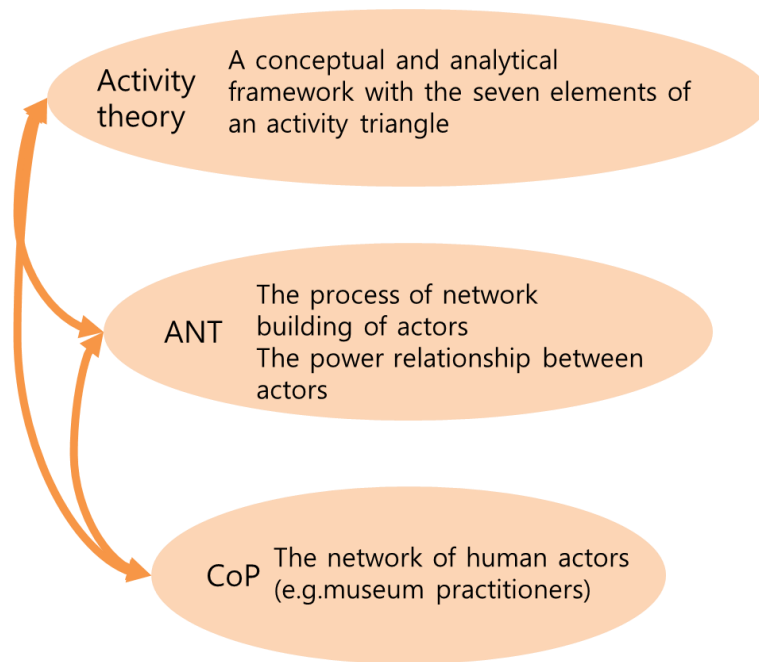 Activity
theory
A conceptual and analytical
framework with the seven elements of
an activity triangle
ANT
The process of network
building of actors
The power relationship between
actors
CoP
The network of human actors
(e.g.museum practitioners)